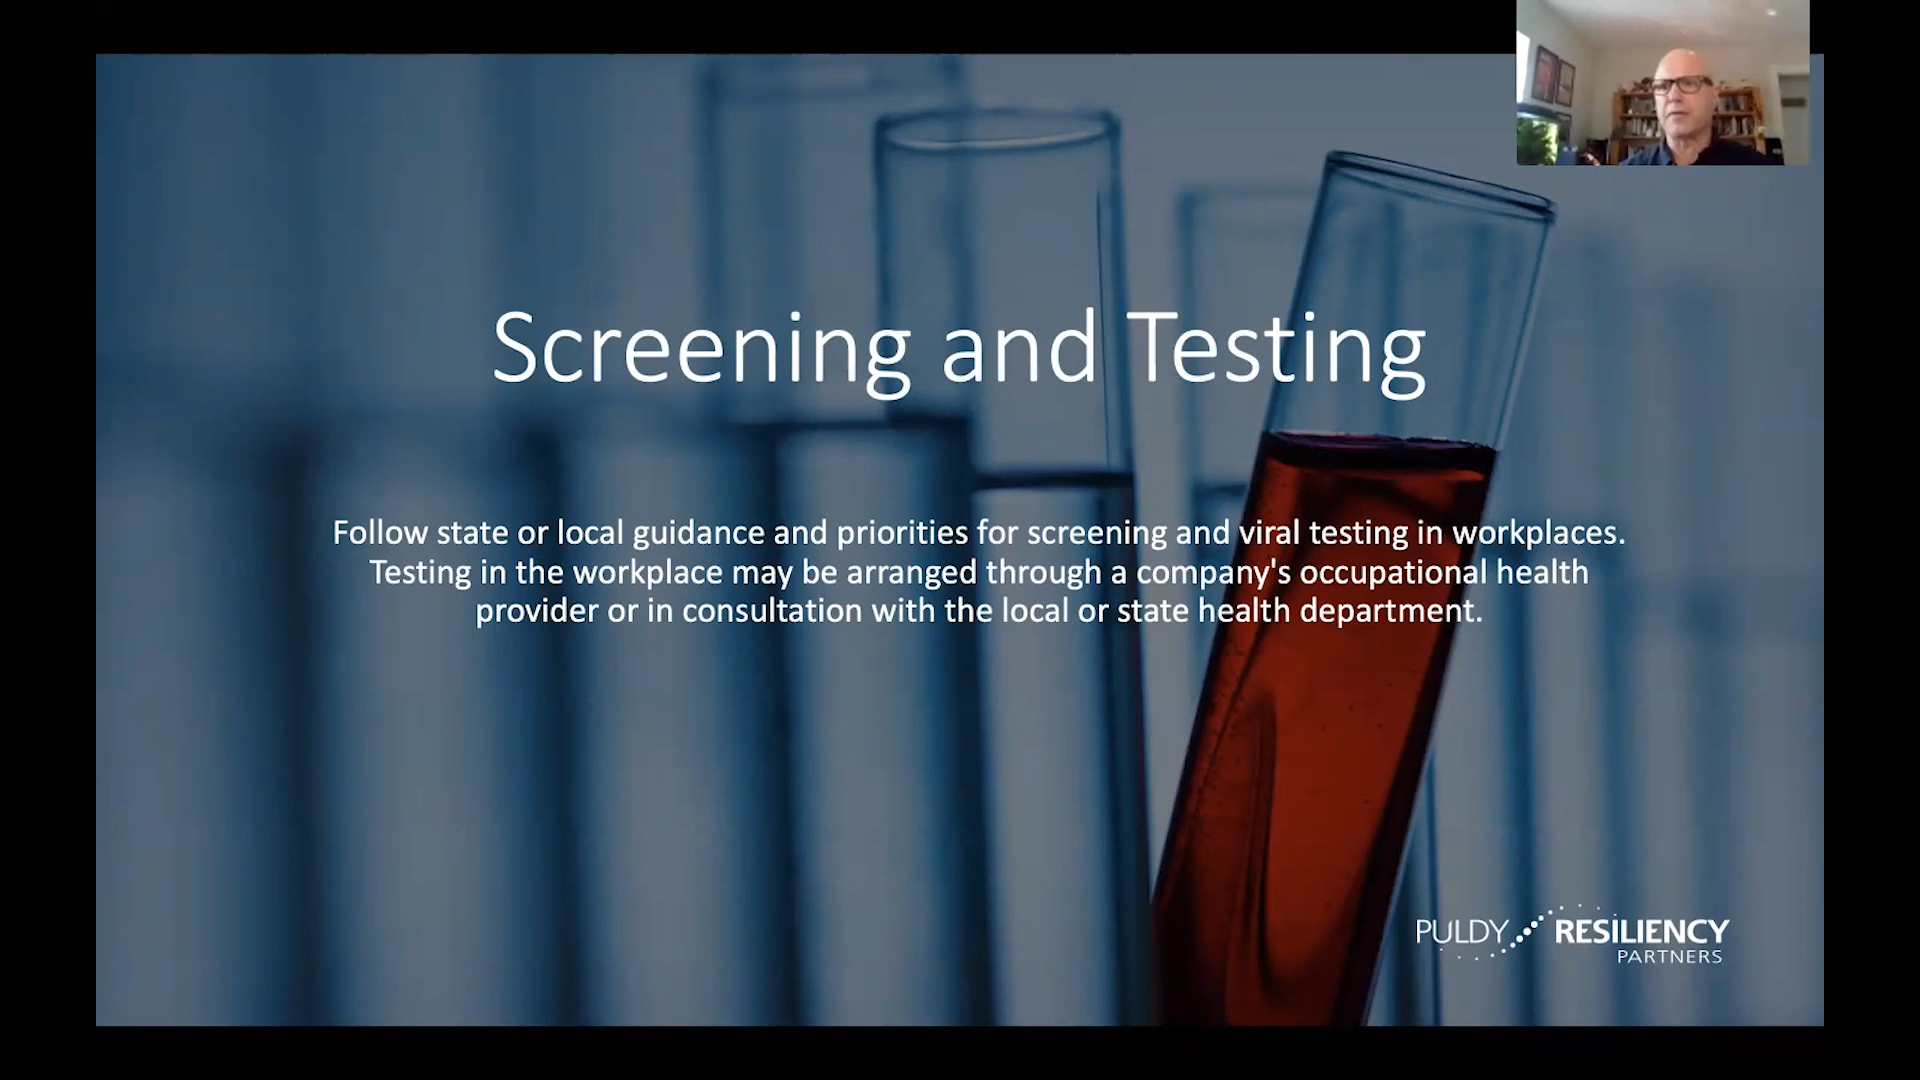 Screening and Testing
Follow state or local guidance and priorities for screening and viral testing in workplaces.
Testing in the workplace may be arranged through a company's occupational health
provider or in consultation with the local or state health department.
PULDY RESILIENCY
PARTNERS